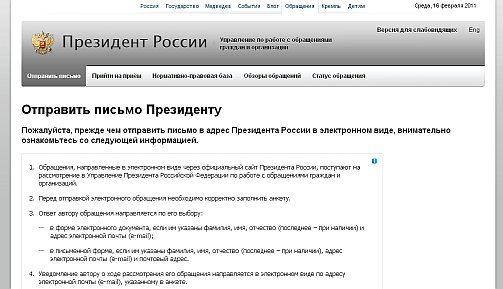 Россия Государство Медведев События Блог Обращения Кремль Детям Среда, 16 февраля 2011
Версия для слабовидящих Eng
Президент России Управление по работе с обращениями
граждан и организаций
Отправить письмо Прийти на приём Нормативно-правовая база Обзоры обращений Статус обращения
Отправить письмо Президенту
Пожалуйста, прежде чем отправить письмо в адрес Президента России в электронном виде, внимательно
ознакомьтесь со следующей информацией.
1. Обращения, направленные в электронном виде через официальный сайт Президента России, поступают на
рассмотрение в Управление Президента Российской Федерации по работе с обращениями граждан и
организаций.
2. Перед отправкой электронного обращения необходимо корректно заполнить анкету.
3. Ответ автору обращения направляется по его выбору:
— в форме электронного документа, если им указаны фамилия, имя, отчество (последнее – при наличии) и
адрес электронной почты (e-mail);
— в письменной форме, если им указаны фамилия, имя, отчество (последнее – при наличии), адрес
электронной почты (e-mail) и почтовый адрес.
4. Уведомление автору о ходе рассмотрения его обращения направляется в электронном виде по адресу
электронной почты (e-mail), указанному в анкете.